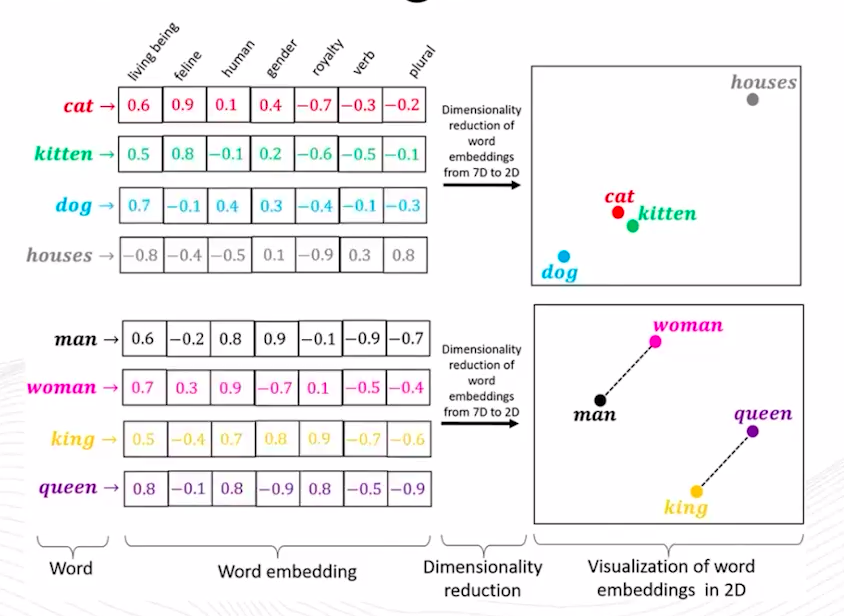 living being feline human gender royalty verb plural
cat → 0.6 0.9 0.1 0.4 −0.7 −0.3 −0.2
kitten → 0.5 0.8 −0.1 0.2 −0.6 −0.5 −0.1
dog → 0.7 −0.1 0.4 0.3 −0.4 −0.1 −0.3
houses → −0.8 −0.4 −0.5 0.1 −0.9 0.3 0.8
Dimensionality
reduction of
word
embeddings
from 7D to 2D
houses
cat
kitten
dog
man → 0.6 −0.2 0.8 0.9 −0.1 −0.9 −0.7
woman → 0.7 0.3 0.9 −0.7 0.1 −0.5 −0.4
king → 0.5 −0.4 0.7 0.8 0.9 −0.7 −0.6
queen → 0.8 −0.1 0.8 −0.9 0.8 −0.5 −0.9
Dimensionality
reduction of
word
embeddings
from 7D to 2D
woman
man
queen
king
Word
Word embedding
Dimensionality
reduction
Visualization of word
embeddings in 2D